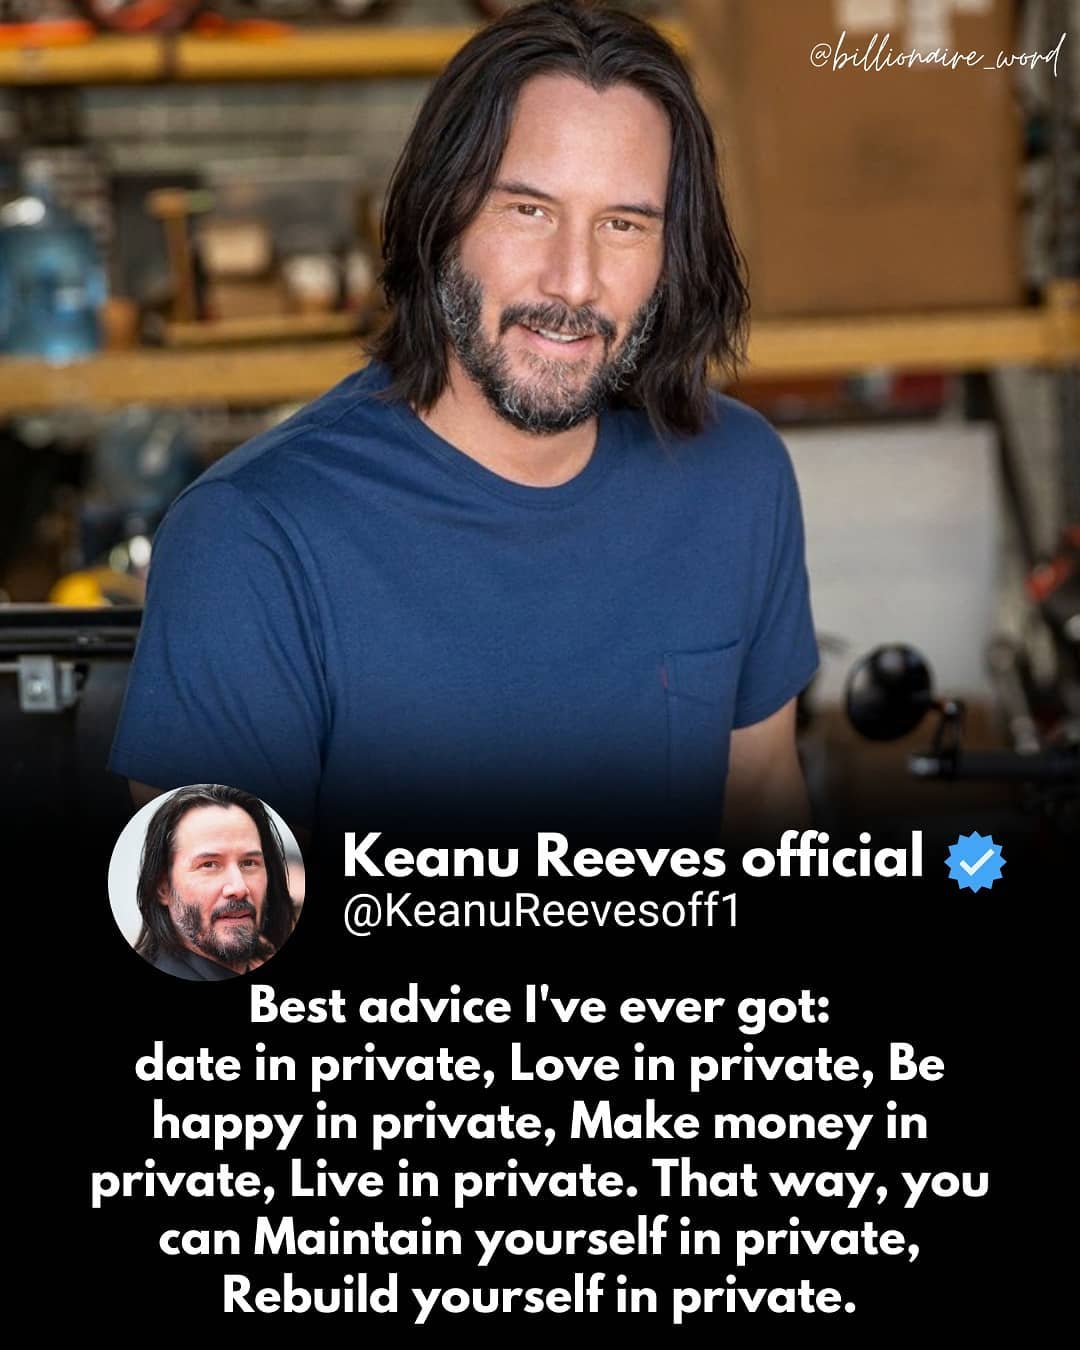 @billionaire_word
Keanu Reeves official
@KeanuReevesoff1
Best advice I've ever got:
date in private, Love in private, Be
happy in private, Make money in
private, Live in private. That way, you
can Maintain yourself in private,
Rebuild yourself in private.